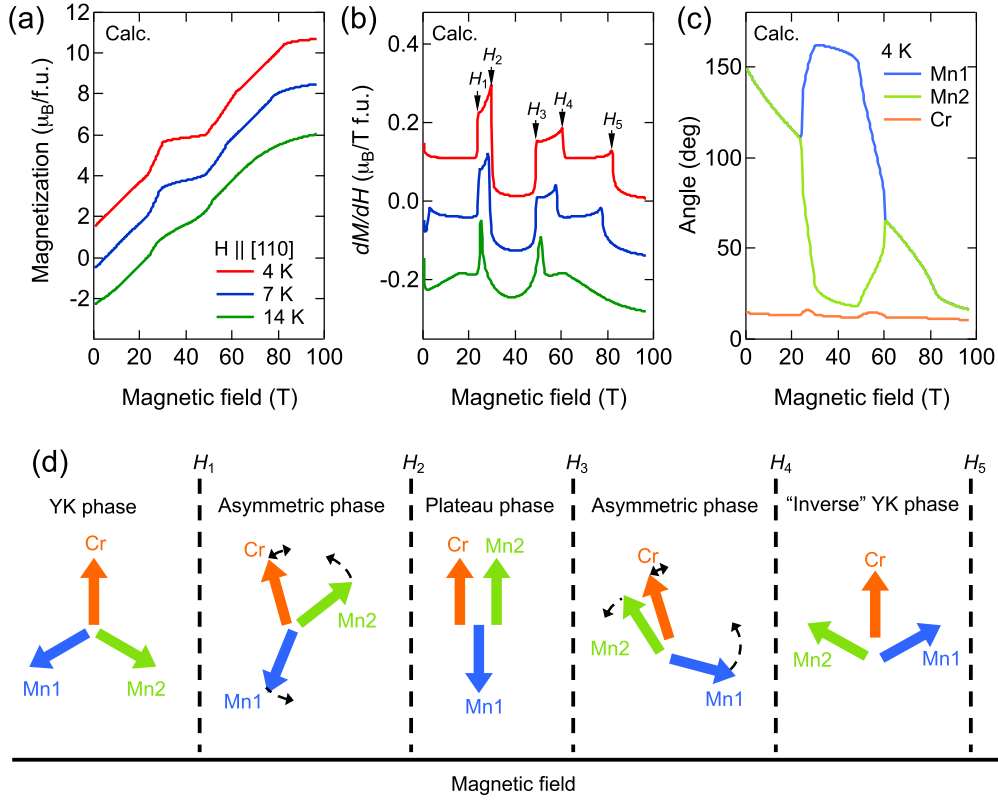 (a)
Calc.
12
10
8
6
4
2
0
-2
Magnetization (μB/f.u.)
H || [110]
4 K
7 K
14 K
0
20
40
60
80
100
Magnetic field (T)
(b)
Calc.
0.4
0.2
0.0
-0.2
dM/dH (μB/T f.u.)
H1
H2
H3
H4
H5
0
20
40
60
80
100
Magnetic field (T)
(c)
Calc.
150
100
50
0
Angle (deg)
4 K
Mn1
Mn2
Cr
0
20
40
60
80
100
Magnetic field (T)
(d)
H1
H2
H3
H4
H5
YK phase
Asymmetric phase
Plateau phase
Asymmetric phase
“Inverse” YK phase
Cr
Mn1
Mn2
Cr
Mn2
Mn1
Cr
Mn2
Mn1
Cr
Mn2
Mn1
Cr
Mn2
Mn1
Magnetic field